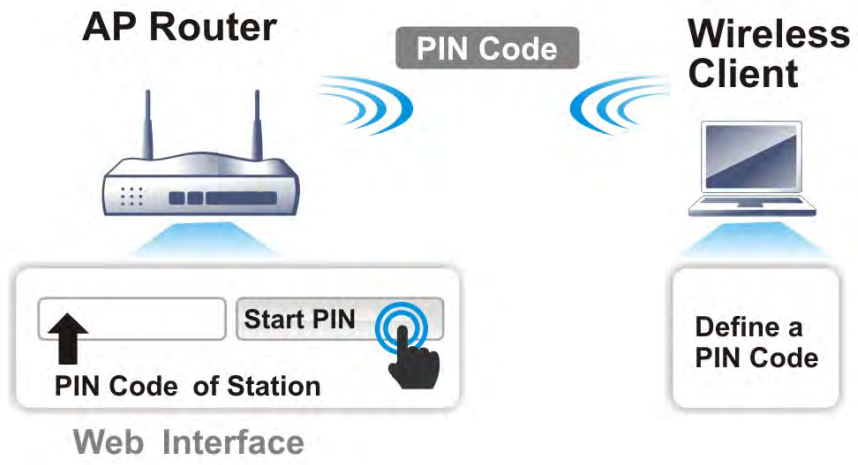 AP Router
PIN Code
Wireless
Client
Start PIN
PIN Code of Station
Define a
PIN Code
Web Interface